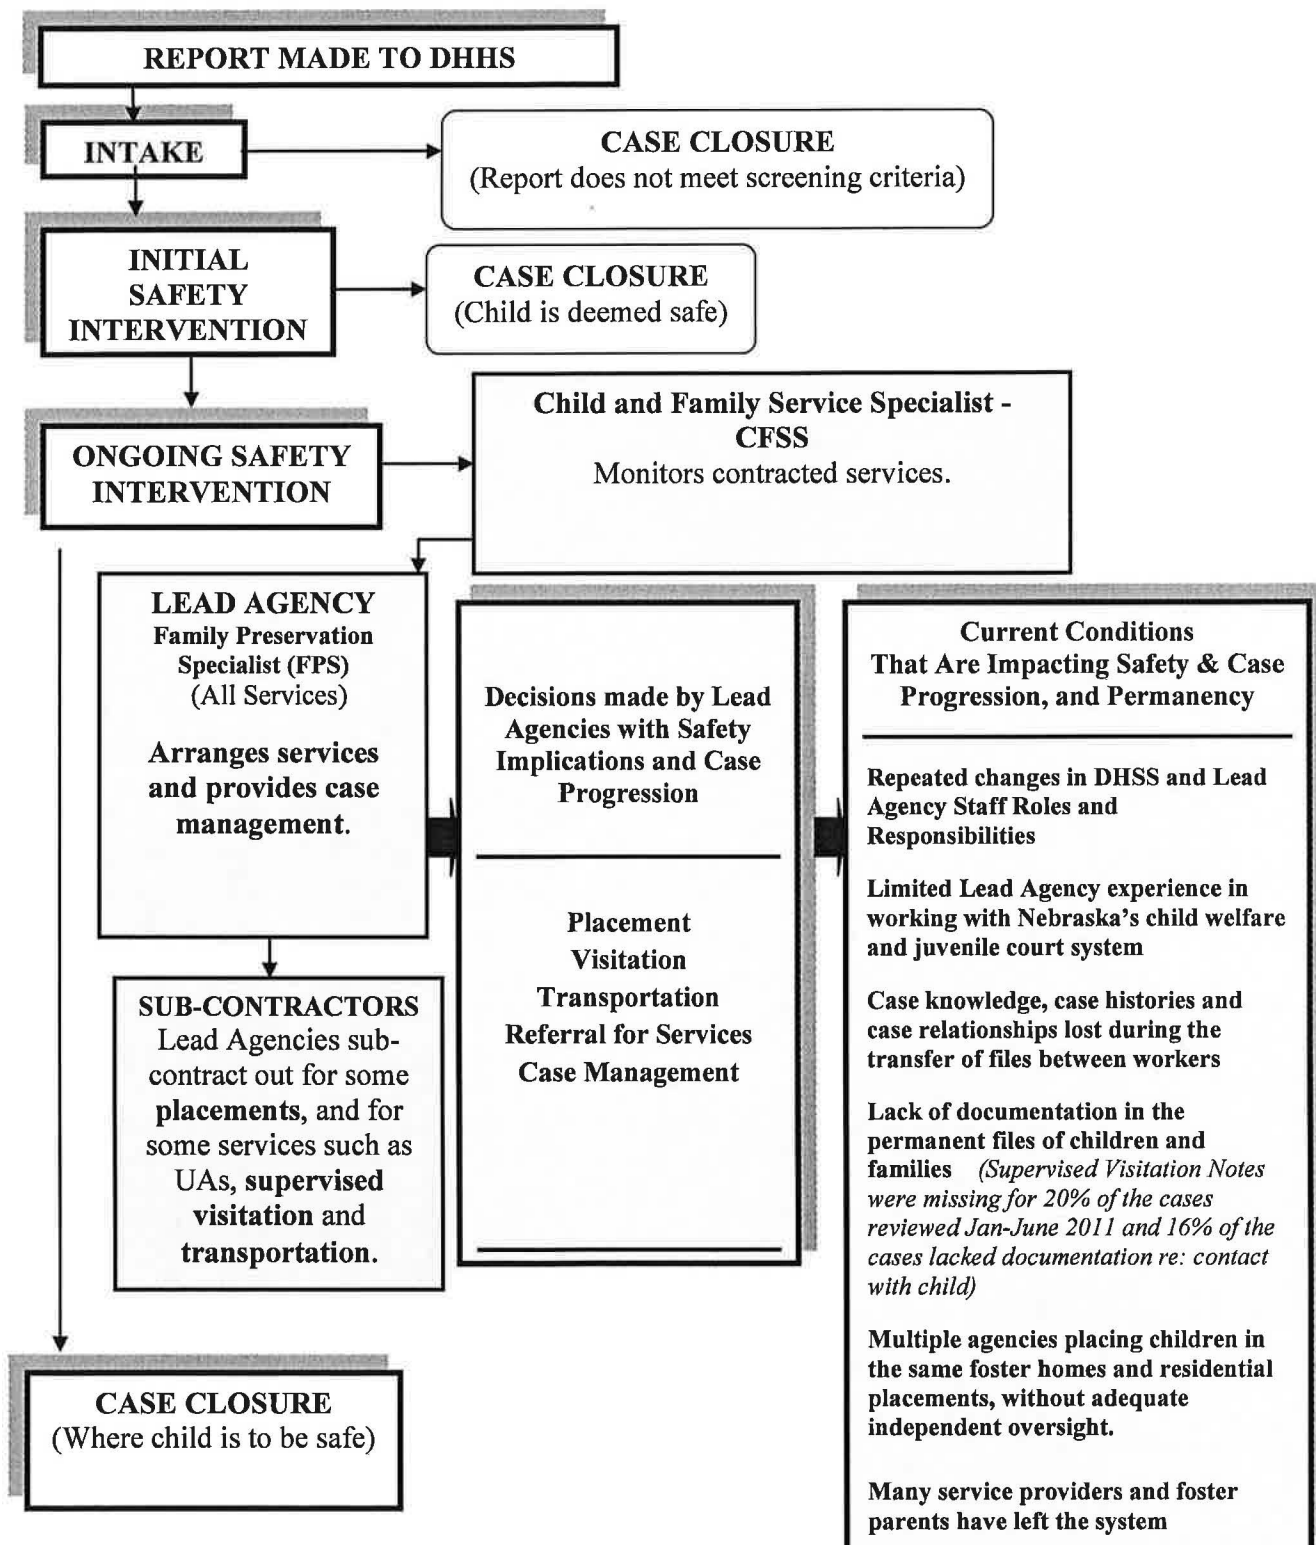 REPORT MADE TO DHHS
INTAKE
CASE CLOSURE
(Report does not meet screening criteria)
INITIAL
SAFETY
INTERVENTION
CASE CLOSURE
(Child is deemed safe)
ONGOING SAFETY
INTERVENTION
Child and Family Service Specialist -
CFSS
Monitors contracted services.
LEAD AGENCY
Family Preservation
Specialist (FPS)
(All Services)
Arranges services
and provides case
management.
SUB-CONTRACTORS
Lead Agencies sub-
contract out for some
placements, and for
some services such as
UAs, supervised
visitation and
transportation.
Decisions made by Lead
Agencies with Safety
Implications and Case
Progression
Placement
Visitation
Transportation
Referral for Services
Case Management
Current Conditions
That Are Impacting Safety & Case
Progression, and Permanency
Repeated changes in DHSS and Lead
Agency Staff Roles and
Responsibilities
Limited Lead Agency experience in
working with Nebraska's child welfare
and juvenile court system
Case knowledge, case histories and
case relationships lost during the
transfer of files between workers
Lack of documentation in the
permanent files of children and
families (Supervised Visitation Notes
were missing for 20% of the cases
reviewed Jan-June 2011 and 16% of the
cases lacked documentation re: contact
with child)
Multiple agencies placing children in
the same foster homes and residential
placements, without adequate
independent oversight.
Many service providers and foster
parents have left the system
CASE CLOSURE
(Where child is to be safe)